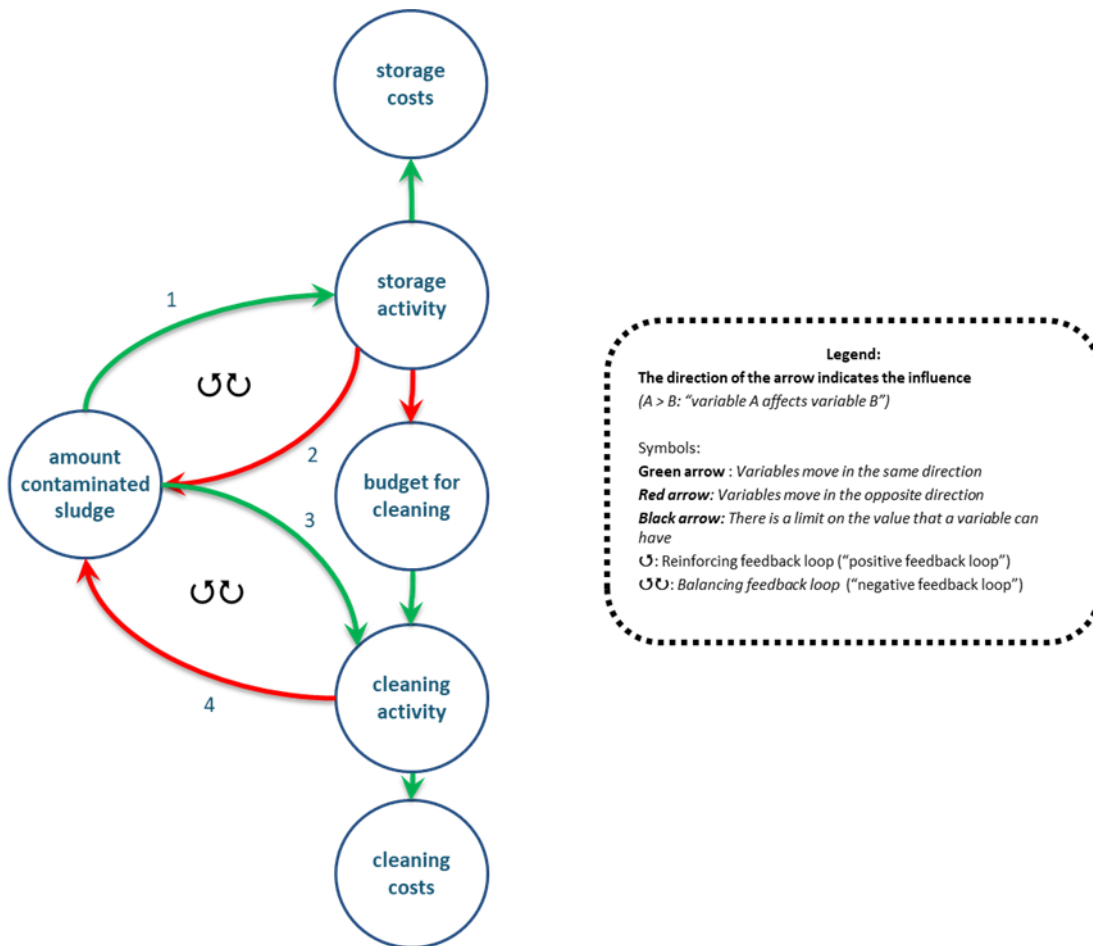 storage
costs
storage
activity
1
2
amount
contaminated
sludge
budget for
cleaning
3
4
cleaning
activity
cleaning
costs
Legend:
The direction of the arrow indicates the influence
(A > B: “variable A affects variable B”)
Symbols:
Green arrow : Variables move in the same direction
Red arrow: Variables move in the opposite direction
Black arrow: There is a limit on the value that a variable can
have
↺: Reinforcing feedback loop (“positive feedback loop”)
↺↻: Balancing feedback loop (“negative feedback loop”)